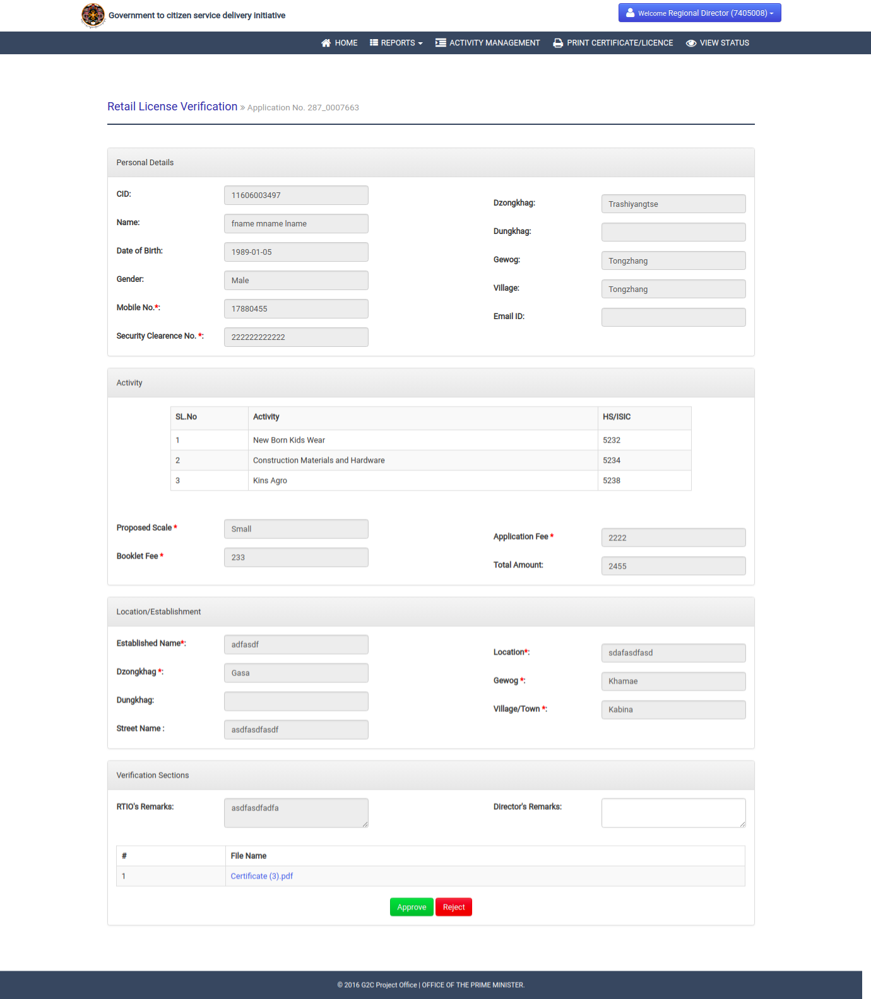 Government to citizen service delivery initiative
Welcome Regional Director (7405008)
HOME REPORTS ACTIVITY MANAGEMENT PRINT CERTIFICATE/LICENCE VIEW STATUS
Retail License Verification » Application No. 287_0007663
Personal Details
CID: 11606003497
Dzongkhag: Trashiyangtse
Name: fname mname lname
Dungkhag:
Date of Birth: 1989-01-05
Gewog: Tongzhang
Gender: Male
Village: Tongzhang
Mobile No.*: 17880455
Email ID:
Security Clearence No. *: 222222222222
Activity
SL.No Activity HS/ISIC
1 New Born Kids Wear 5232
2 Construction Materials and Hardware 5234
3 Kins Agro 5238
Proposed Scale * Small
Application Fee * 2222
Booklet Fee * 233
Total Amount: 2455
Location/Establishment
Established Name*: adfasdf
Location*: sdafasdfasd
Dzongkhag *: Gasa
Gewog *: Khamae
Dungkhag:
Village/Town *: Kabina
Street Name : asdfasdfasdf
Verification Sections
RTIO's Remarks: asdfasdfadfa
Director's Remarks:
# File Name
1 Certificate (3).pdf
Approve Reject
© 2016 G2C Project Office | OFFICE OF THE PRIME MINISTER.